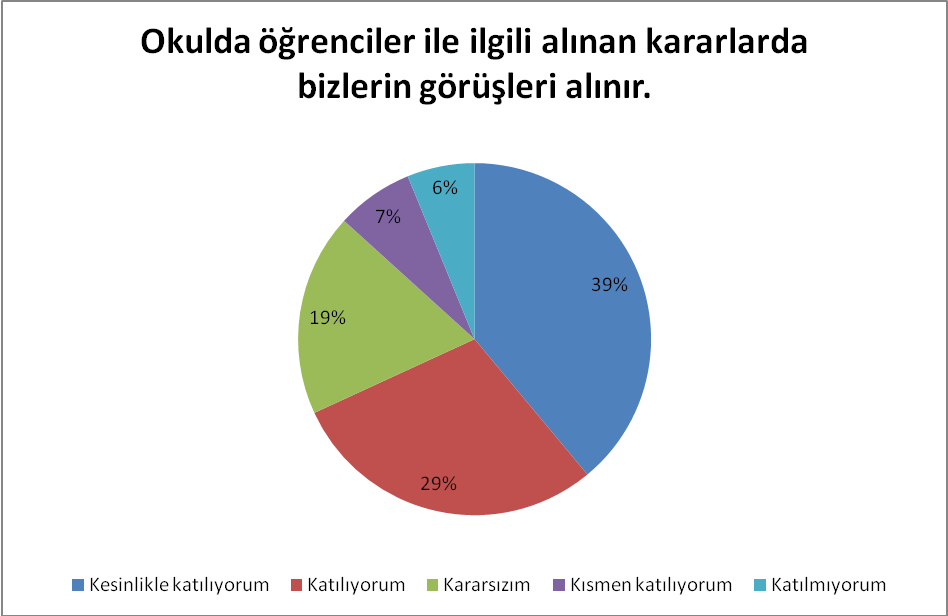 Okulda öğrenciler ile ilgili alınan kararlarda
bizlerin görüşleri alınır.
6%
7%
39%
19%
29%
Kesinlikle katılıyorum Katılıyorum Kararsızım Kısmen katılıyorum Katılmıyorum